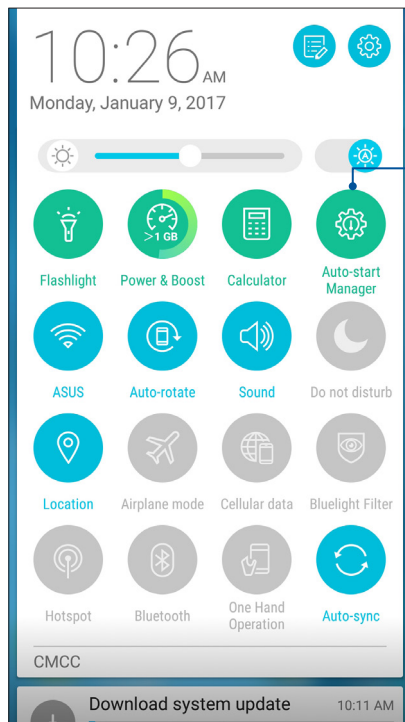 10:26 AM
Monday, January 9, 2017
A
>1 GB
Flashlight
Power & Boost
Calculator
Auto-start
Manager
ASUS
Auto-rotate
Sound
Do not disturb
Location
Airplane mode
Cellular data
Bluelight Filter
Hotspot
Bluetooth
One Hand
Operation
Auto-sync
CMCC
Download system update
10:11 AM